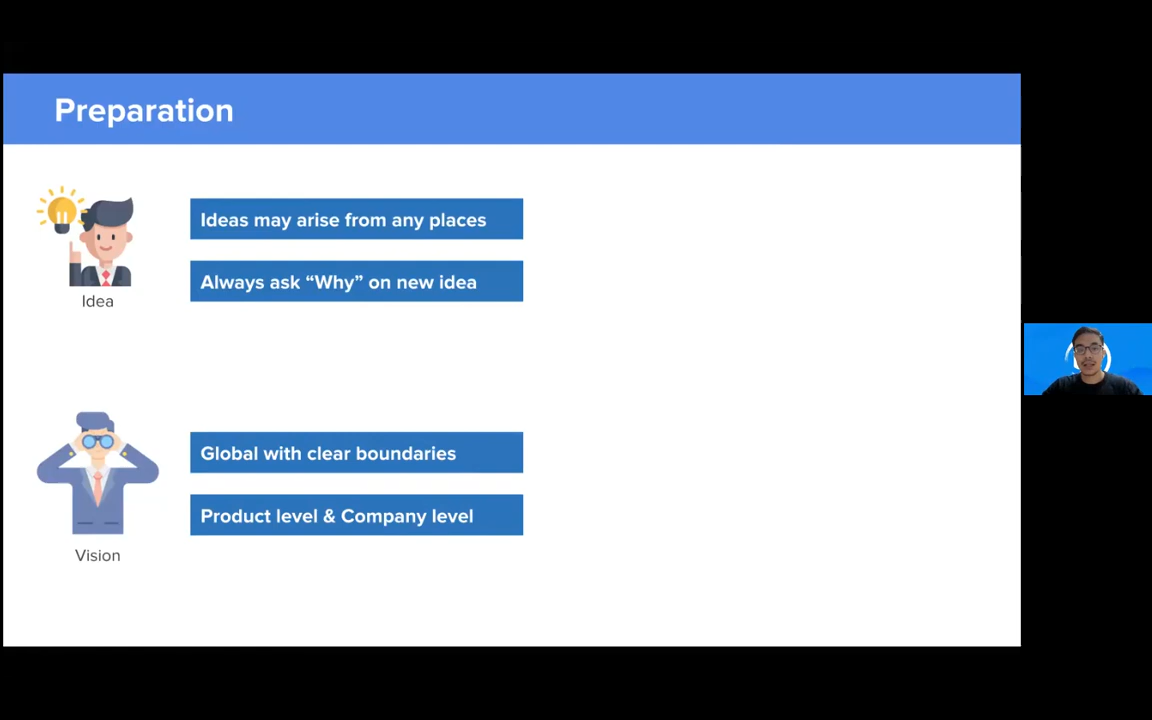 Preparation
Ideas may arise from any places
Always ask “Why” on new idea
Idea
Global with clear boundaries
Product level & Company level
Vision